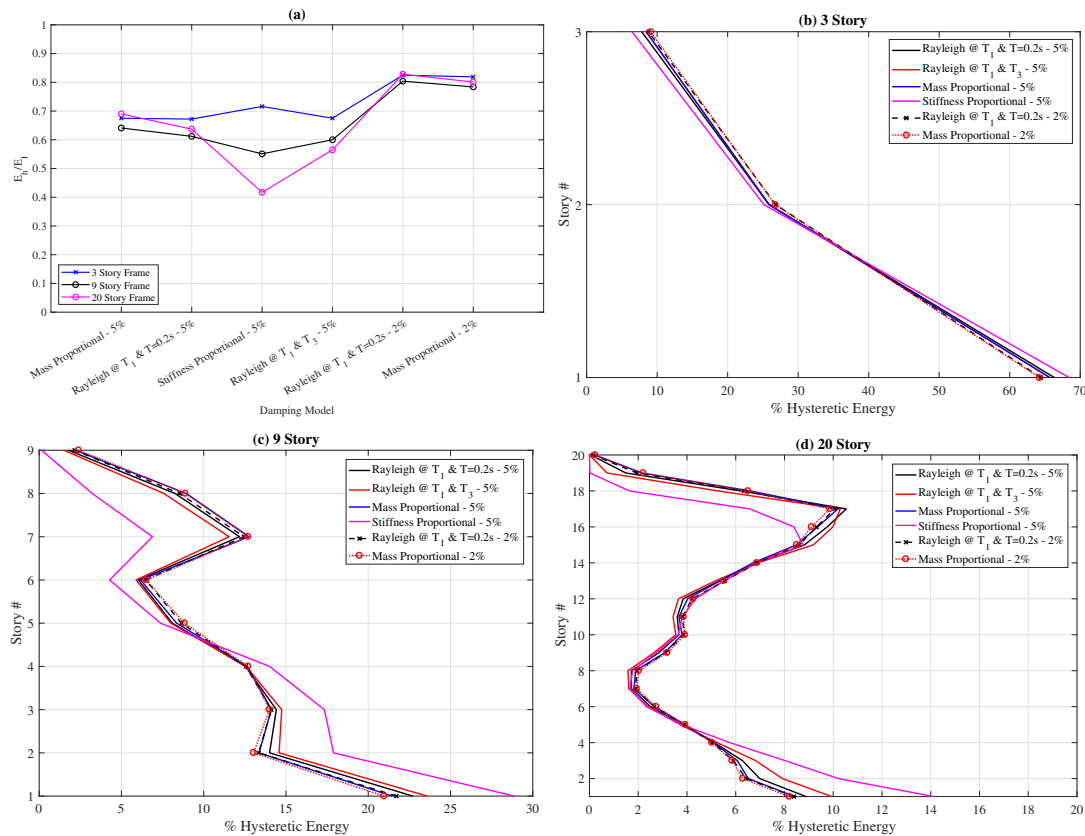 (a)
1
0.9
0.8
0.7
0.6
0.5
0.4
0.3
0.2
0.1
0
E_h/E_I
3 Story Frame
9 Story Frame
20 Story Frame
Mass Proportional - 5%
Rayleigh @ T_1 & T=0.2s - 5%
Stiffness Proportional - 5%
Rayleigh @ T_1 & T_3 - 5%
Rayleigh @ T_1 & T=0.2s - 2%
Mass Proportional - 2%
Damping Model
(b) 3 Story
3
2
1
Story #
Rayleigh @ T_1 & T=0.2s - 5%
Rayleigh @ T_1 & T_3 - 5%
Mass Proportional - 5%
Stiffness Proportional - 5%
Rayleigh @ T_1 & T=0.2s - 2%
Mass Proportional - 2%
0 10 20 30 40 50 60 70
% Hysteretic Energy
(c) 9 Story
9
8
7
6
5
4
3
2
1
Story #
Rayleigh @ T_1 & T=0.2s - 5%
Rayleigh @ T_1 & T_3 - 5%
Mass Proportional - 5%
Stiffness Proportional - 5%
Rayleigh @ T_1 & T=0.2s - 2%
Mass Proportional - 2%
0 5 10 15 20 25 30
% Hysteretic Energy
(d) 20 Story
20
18
16
14
12
10
8
6
4
2
Story #
Rayleigh @ T_1 & T=0.2s - 5%
Rayleigh @ T_1 & T_3 - 5%
Mass Proportional - 5%
Stiffness Proportional - 5%
Rayleigh @ T_1 & T=0.2s - 2%
Mass Proportional - 2%
0 2 4 6 8 10 12 14 16 18 20
% Hysteretic Energy